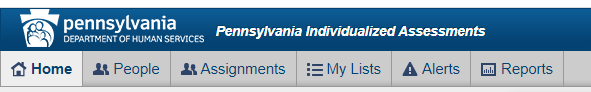 pennsylvania
DEPARTMENT OF HUMAN SERVICES
Pennsylvania Individualized Assessments
Home People Assignments My Lists Alerts Reports